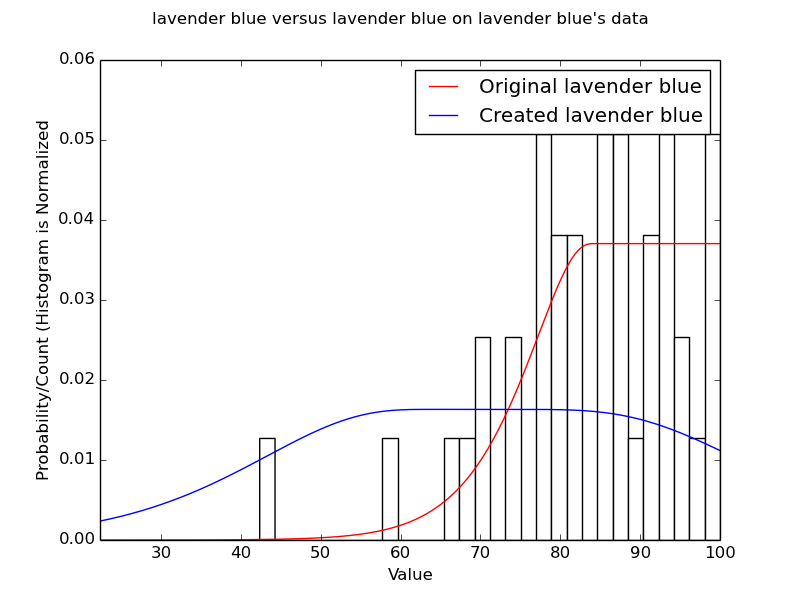 lavender blue versus lavender blue on lavender blue's data
0.06
0.05
0.04
0.03
0.02
0.01
0.00
Probability/Count (Histogram is Normalized
Original lavender blue
Created lavender blue
30 40 50 60 70 80 90 100
Value